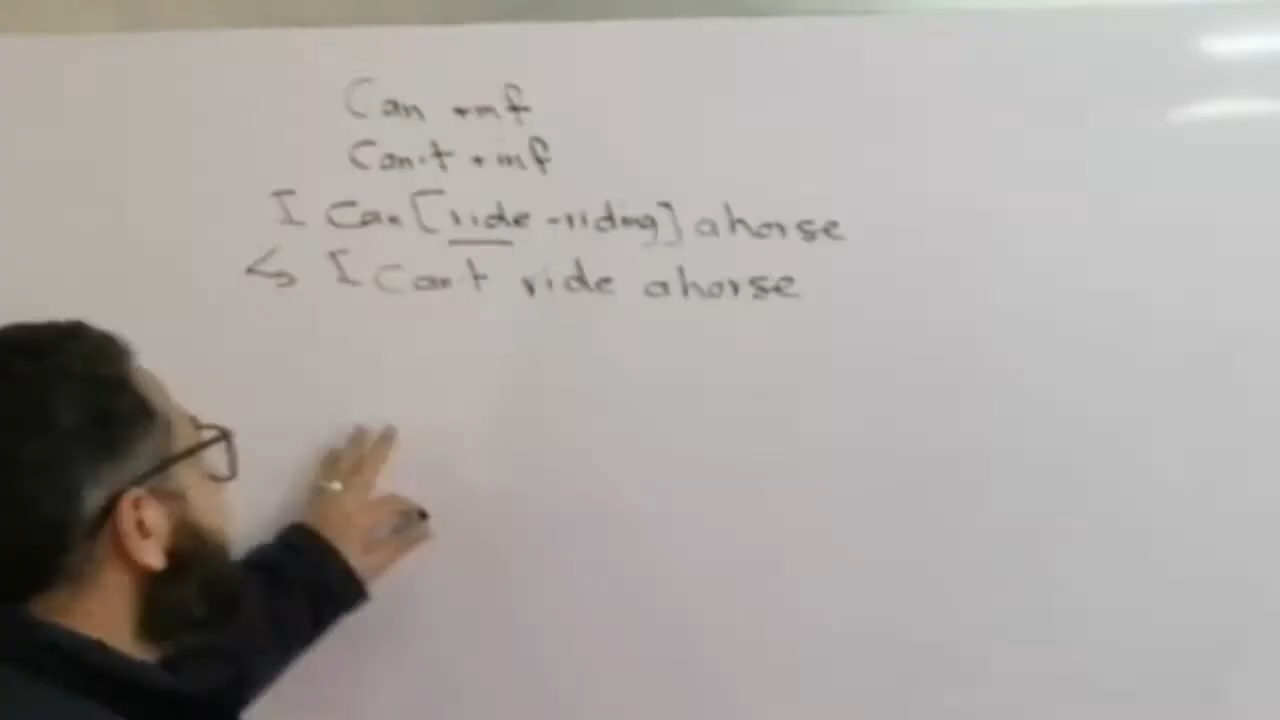 Can + inf
Can't + inf
I Can [ride - riding] a horse
↳ I Can't ride a horse